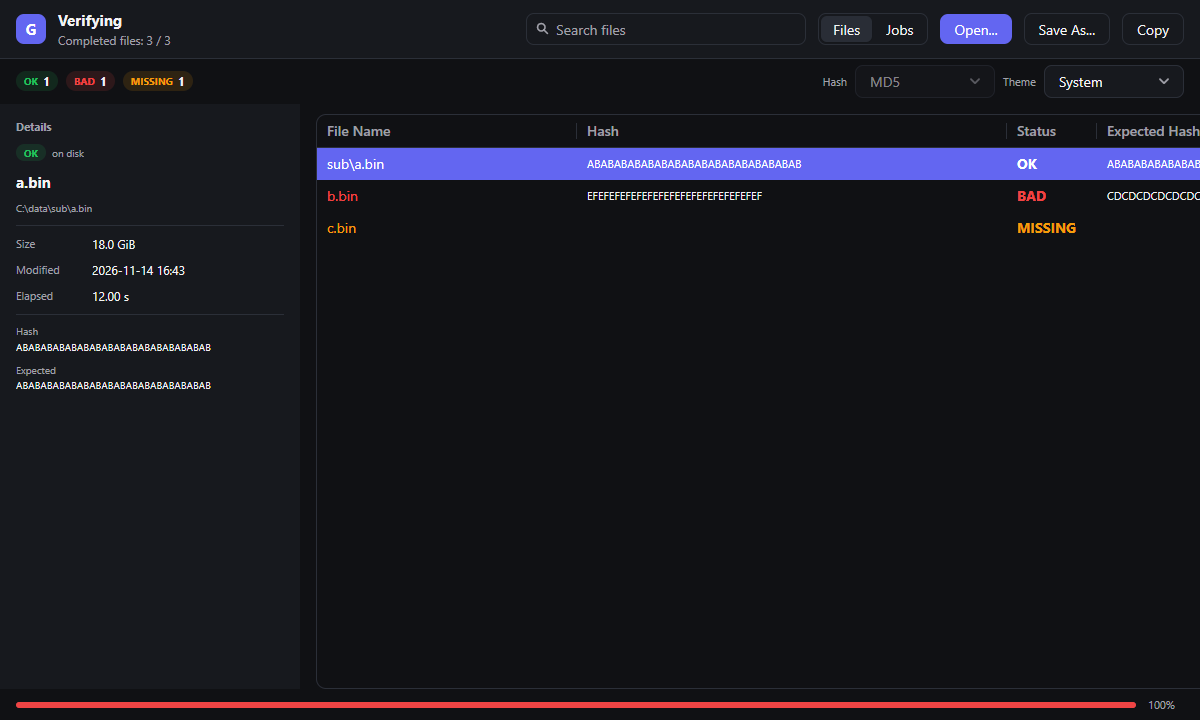 G
Verifying
Completed files: 3 / 3
Search files
Files
Jobs
Open...
Save As...
Copy
OK 1
BAD 1
MISSING 1
Hash
MD5
Theme
System
Details
OK on disk
a.bin
C:\data\sub\a.bin
Size 18.0 GiB
Modified 2026-11-14 16:43
Elapsed 12.00 s
Hash
ABABABABABABABABABABABABABABABAB
Expected
ABABABABABABABABABABABABABABABAB
File Name Hash Status Expected Hash
sub\a.bin ABABABABABABABABABABABABABABABAB OK ABABABABABABAB
b.bin EFEFEFEFEFEFEFEFEFEFEFEFEFEFEFEF BAD CDCDCDCDCDCDC
c.bin MISSING
100%